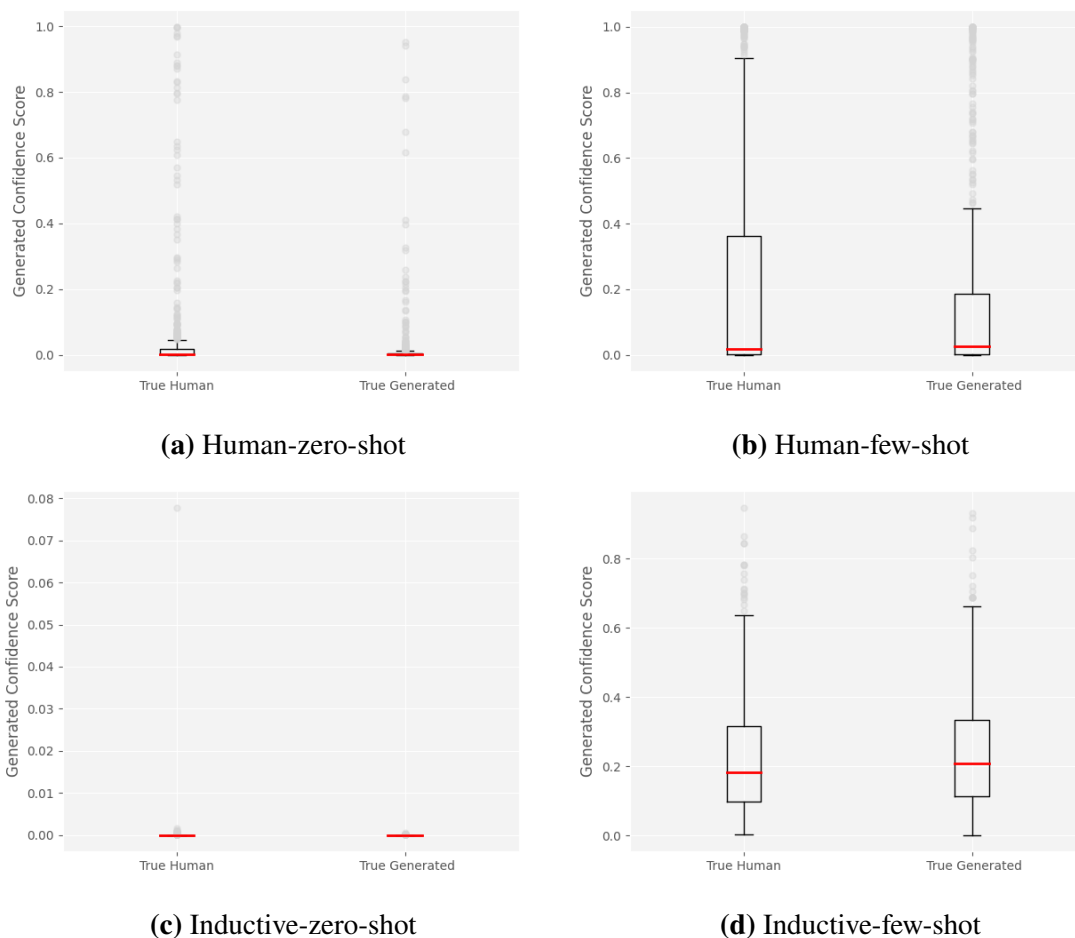 1.0
0.8
0.6
0.4
0.2
0.0
Generated Confidence Score
True Human True Generated
(a) Human-zero-shot
1.0
0.8
0.6
0.4
0.2
0.0
Generated Confidence Score
True Human True Generated
(b) Human-few-shot
0.08
0.07
0.06
0.05
0.04
0.03
0.02
0.01
0.00
Generated Confidence Score
True Human True Generated
(c) Inductive-zero-shot
0.8
0.6
0.4
0.2
0.0
Generated Confidence Score
True Human True Generated
(d) Inductive-few-shot